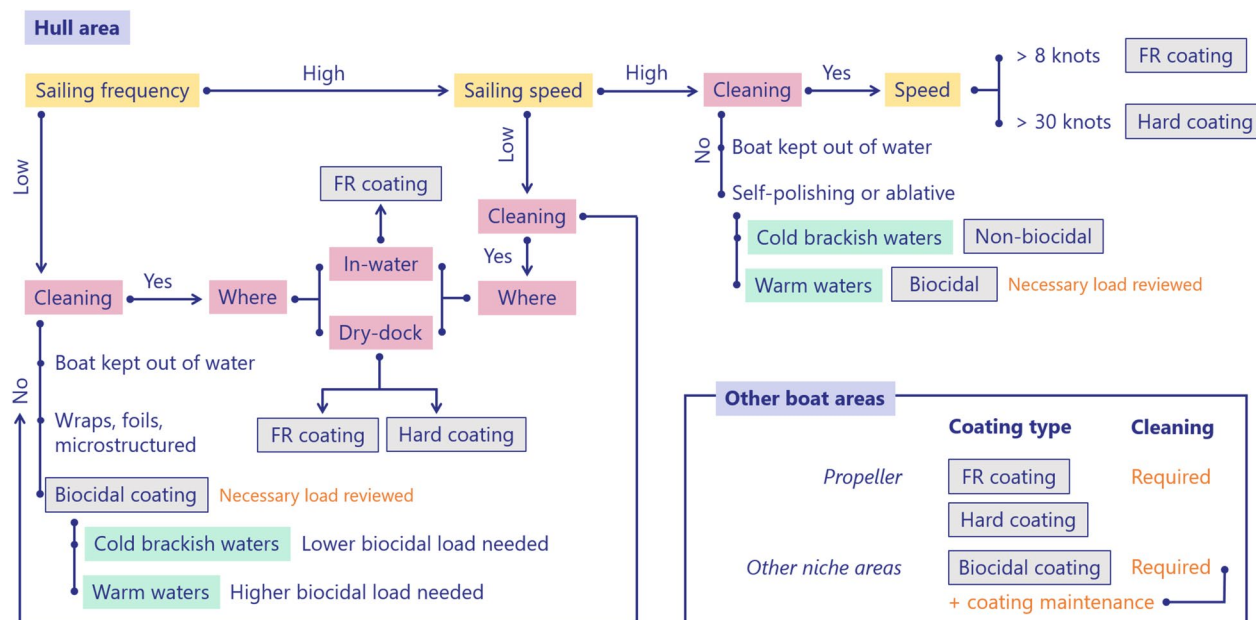 Hull area
Sailing frequency
High
Sailing speed
High
Cleaning
Yes
Speed
> 8 knots
FR coating
> 30 knots
Hard coating
Low
Low
No
Boat kept out of water
Self-polishing or ablative
Cold brackish waters
Non-biocidal
Warm waters
Biocidal
Necessary load reviewed
FR coating
Cleaning
Yes
In-water
Where
Cleaning
Yes
Where
Dry-dock
No
Boat kept out of water
Wraps, foils,
microstructured
FR coating
Hard coating
Biocidal coating
Necessary load reviewed
Cold brackish waters
Lower biocidal load needed
Warm waters
Higher biocidal load needed
Other boat areas
Coating type
Cleaning
Propeller
FR coating
Required
Hard coating
Other niche areas
Biocidal coating
Required
+ coating maintenance